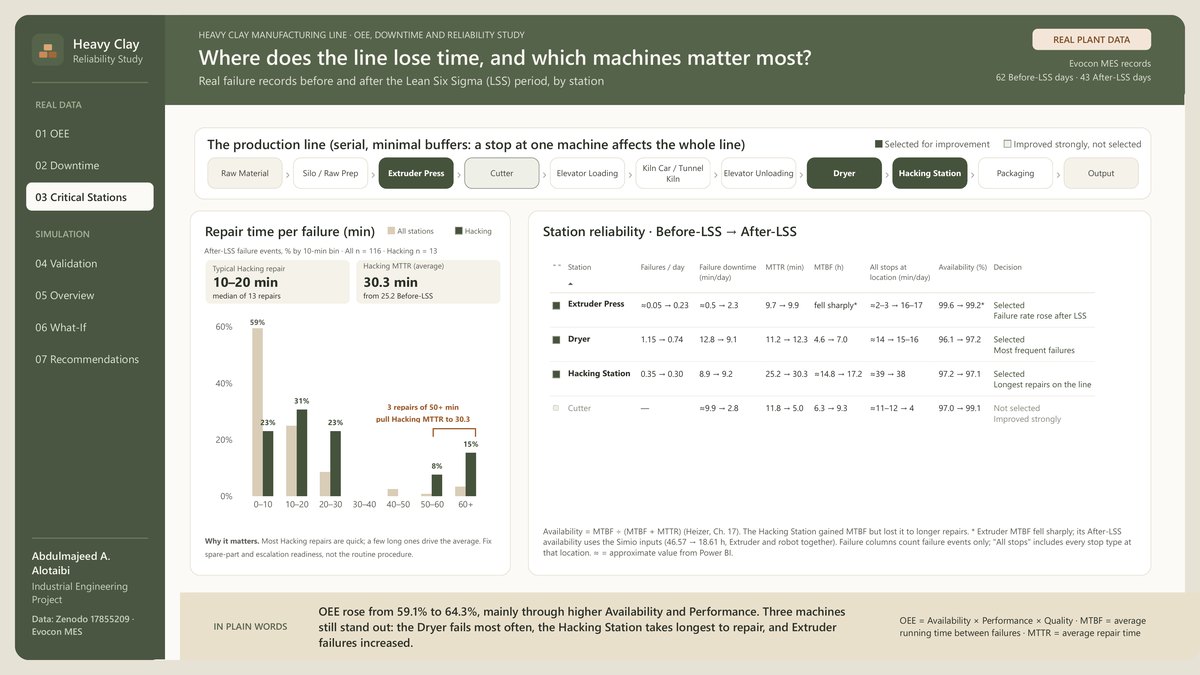 Heavy Clay
Reliability Study
REAL DATA
01 OEE
02 Downtime
03 Critical Stations
SIMULATION
04 Validation
05 Overview
06 What-If
07 Recommendations
Abdulmajeed A.
Alotaibi
Industrial Engineering
Project
Data: Zenodo 17855209 ·
Evocon MES
HEAVY CLAY MANUFACTURING LINE · OEE, DOWNTIME AND RELIABILITY STUDY
Where does the line lose time, and which machines matter most?
Real failure records before and after the Lean Six Sigma (LSS) period, by station
REAL PLANT DATA
Evocon MES records
62 Before-LSS days · 43 After-LSS days
The production line (serial, minimal buffers: a stop at one machine affects the whole line)
Selected for improvement
Improved strongly, not selected
Raw Material
Silo / Raw Prep
Extruder Press
Cutter
Elevator Loading
Kiln Car / Tunnel
Kiln
Elevator Unloading
Dryer
Hacking Station
Packaging
Output
Repair time per failure (min)
All stations
Hacking
After-LSS failure events, % by 10-min bin · All n = 116 · Hacking n = 13
Typical Hacking repair
10–20 min
median of 13 repairs
Hacking MTTR (average)
30.3 min
from 25.2 Before-LSS
60%
40%
20%
0%
59%
23%
31%
23%
8%
15%
3 repairs of 50+ min
pull Hacking MTTR to 30.3
0–10
10–20
20–30
30–40
40–50
50–60
60+
Why it matters. Most Hacking repairs are quick; a few long ones drive the average. Fix
spare-part and escalation readiness, not the routine procedure.
Station reliability · Before-LSS → After-LSS
Station
Failures / day
Failure downtime
(min/day)
MTTR (min)
MTBF (h)
All stops at
location (min/day)
Availability (%)
Decision
Extruder Press
≈0.05 → 0.23
≈0.5 → 2.3
9.7 → 9.9
fell sharply*
≈2–3 → 16–17
99.6 → 99.2*
Selected
Failure rate rose after LSS
Dryer
1.15 → 0.74
12.8 → 9.1
11.2 → 12.3
4.6 → 7.0
≈14 → 15–16
96.1 → 97.2
Selected
Most frequent failures
Hacking Station
0.35 → 0.30
8.9 → 9.2
25.2 → 30.3
≈14.8 → 17.2
≈39 → 38
97.2 → 97.1
Selected
Longest repairs on the line
Cutter
—
≈9.9 → 2.8
11.8 → 5.0
6.3 → 9.3
≈11–12 → 4
97.0 → 99.1
Not selected
Improved strongly
Availability = MTBF ÷ (MTBF + MTTR) (Heizer, Ch. 17). The Hacking Station gained MTBF but lost it to longer repairs. * Extruder MTBF fell sharply; its After-LSS
availability uses the Simio inputs (46.57 → 18.61 h, Extruder and robot together). Failure columns count failure events only; "All stops" includes every stop type at
that location. ≈ = approximate value from Power BI.
IN PLAIN WORDS
OEE rose from 59.1% to 64.3%, mainly through higher Availability and Performance. Three machines
still stand out: the Dryer fails most often, the Hacking Station takes longest to repair, and Extruder
failures increased.
OEE = Availability × Performance × Quality · MTBF = average
running time between failures · MTTR = average repair time